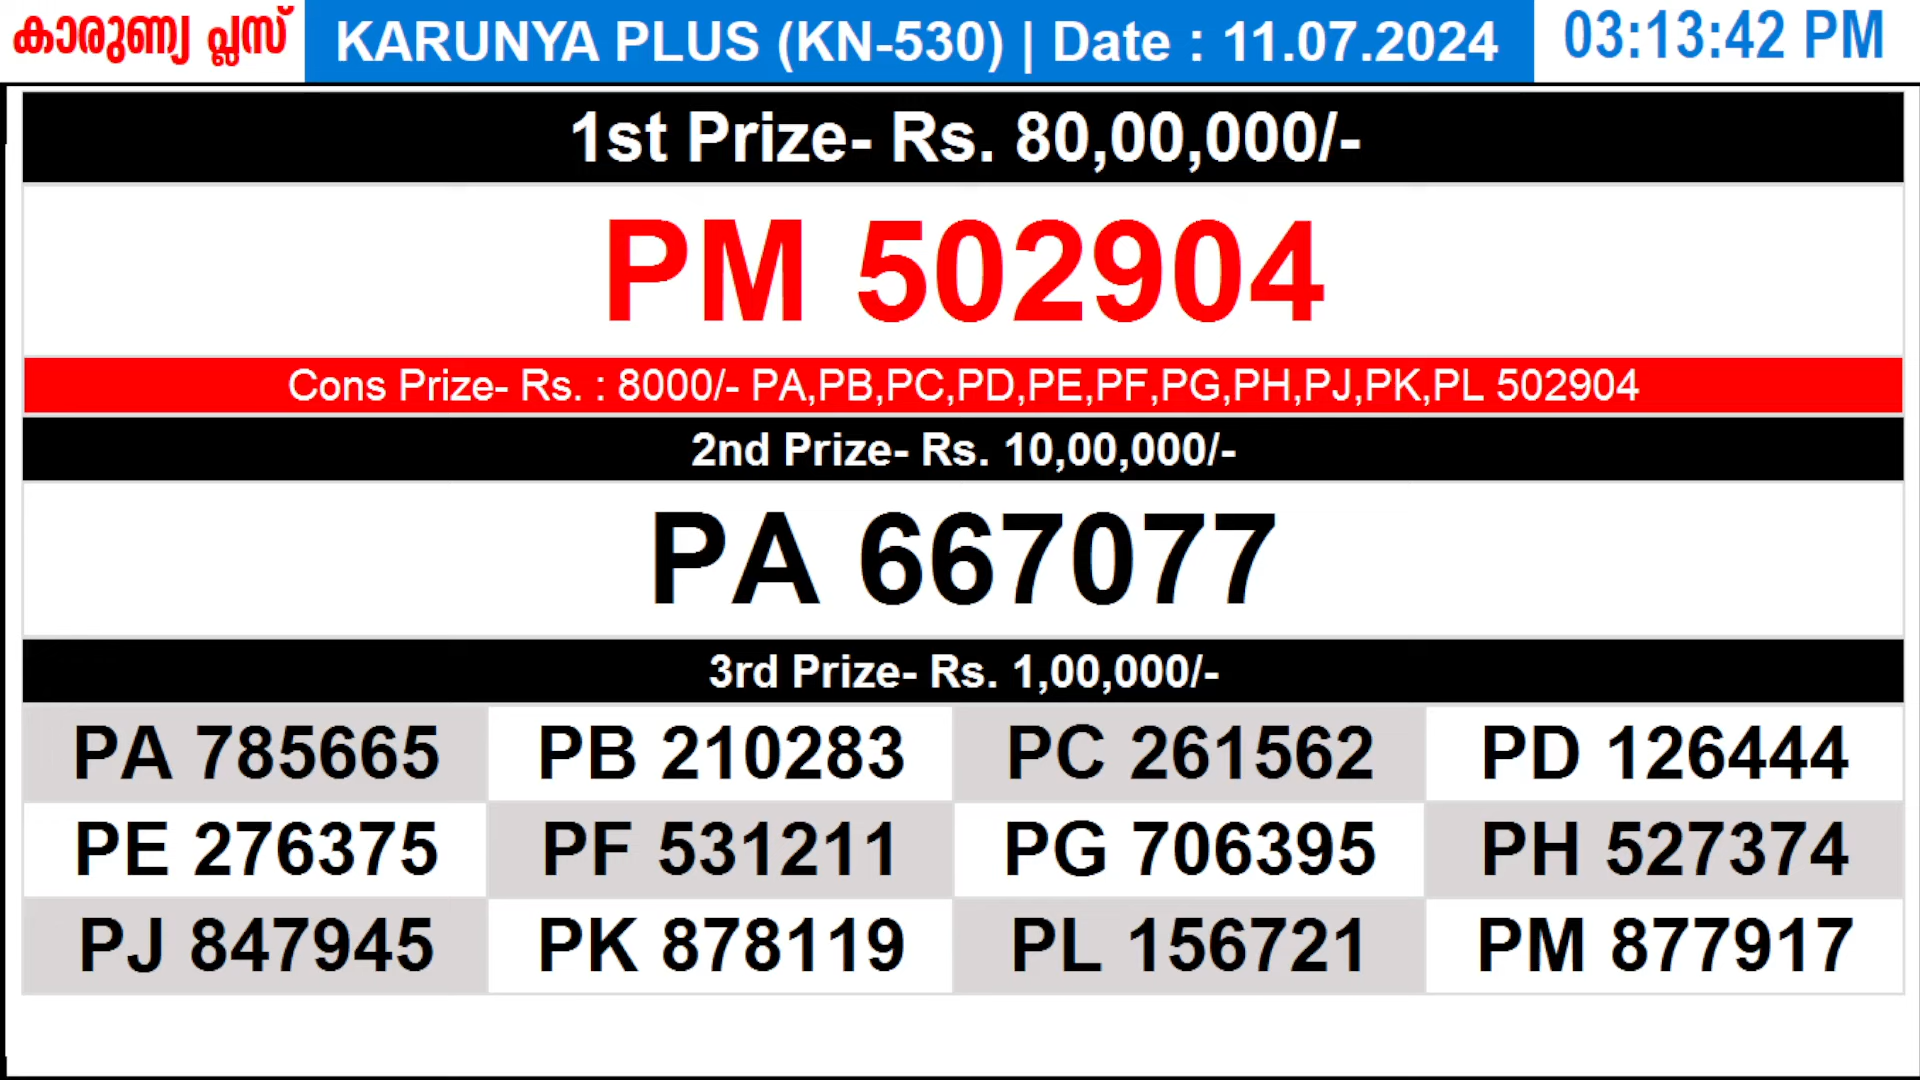 കാരുണ്യ പ്ലസ് KARUNYA PLUS (KN-530) | Date : 11.07.2024 03:13:42 PM
1st Prize- Rs. 80,00,000/-
PM 502904
Cons Prize- Rs. : 8000/- PA,PB,PC,PD,PE,PF,PG,PH,PJ,PK,PL 502904
2nd Prize- Rs. 10,00,000/-
PA 667077
3rd Prize- Rs. 1,00,000/-
PA 785665 PB 210283 PC 261562 PD 126444
PE 276375 PF 531211 PG 706395 PH 527374
PJ 847945 PK 878119 PL 156721 PM 877917